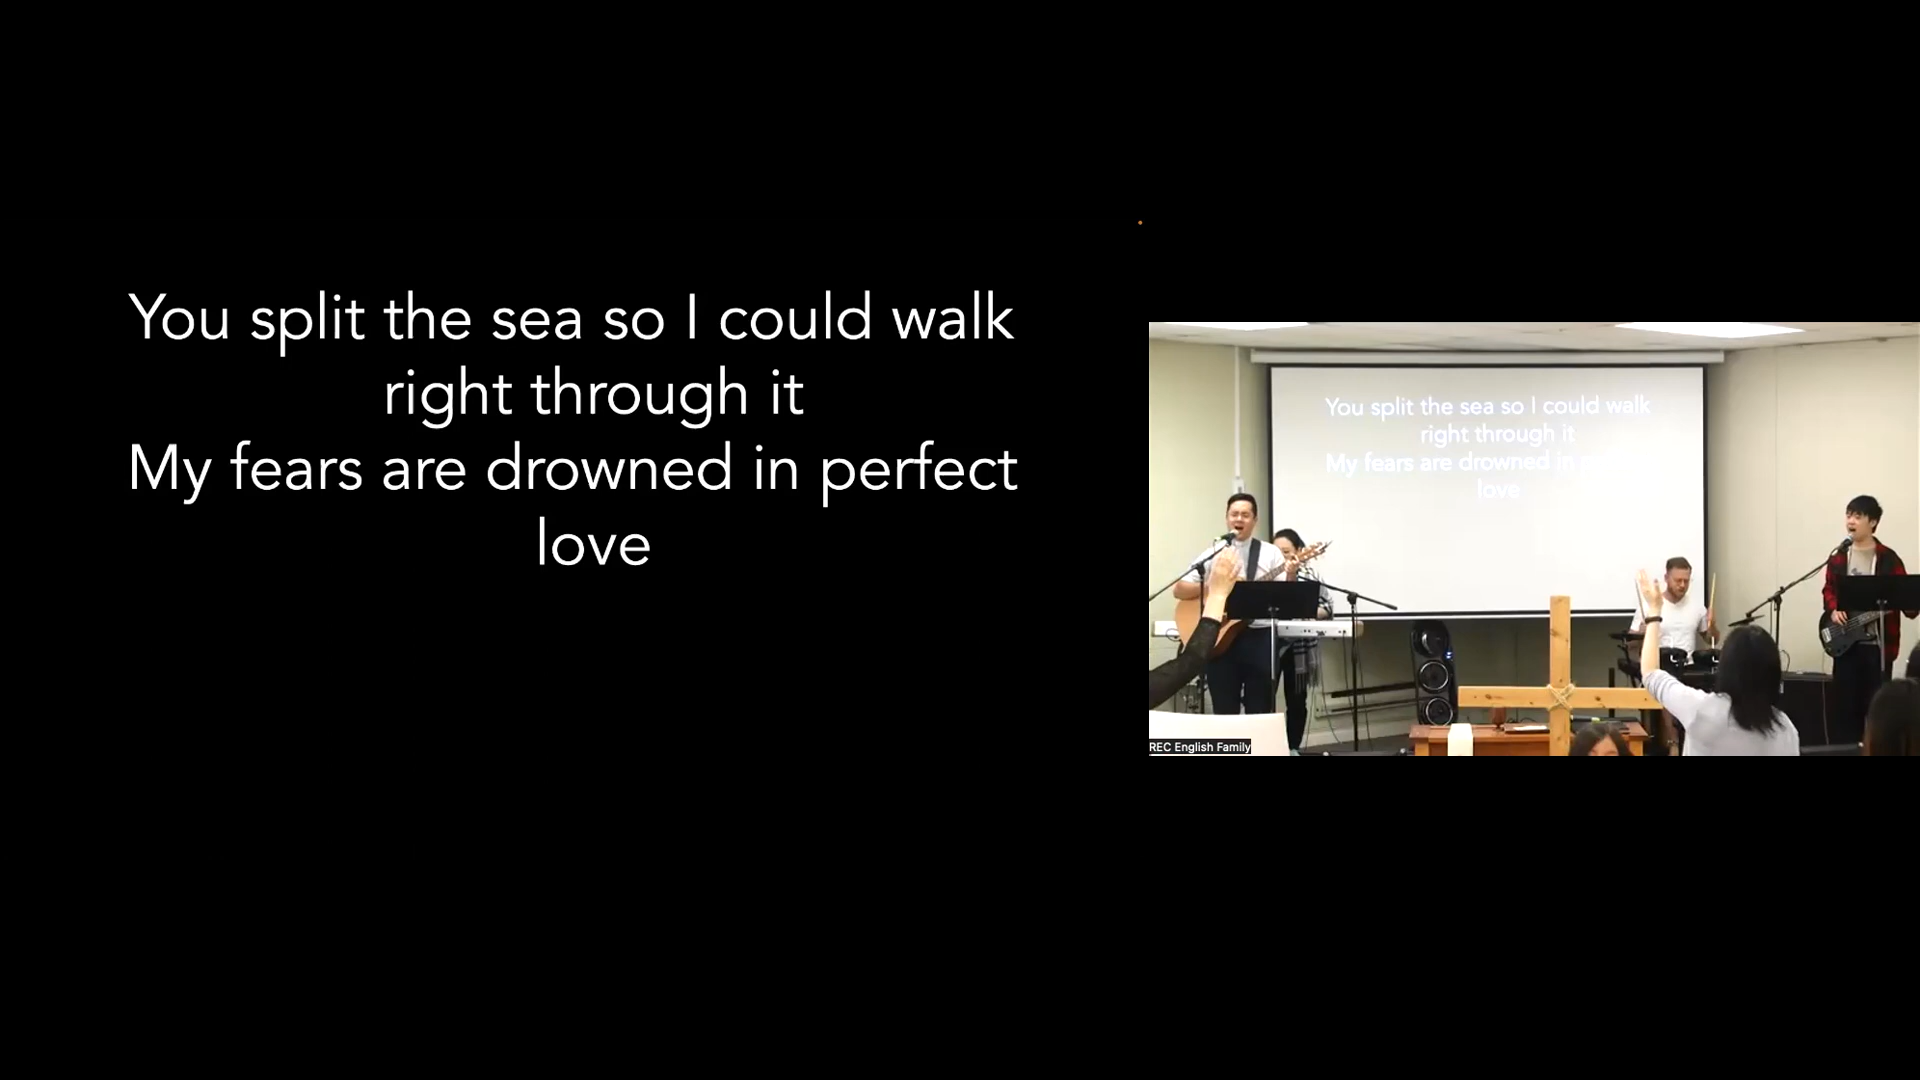 You split the sea so I could walk
right through it
My fears are drowned in perfect
love
You split the sea so I could walk
right through it
My fears are drowned in
love
REC English Family